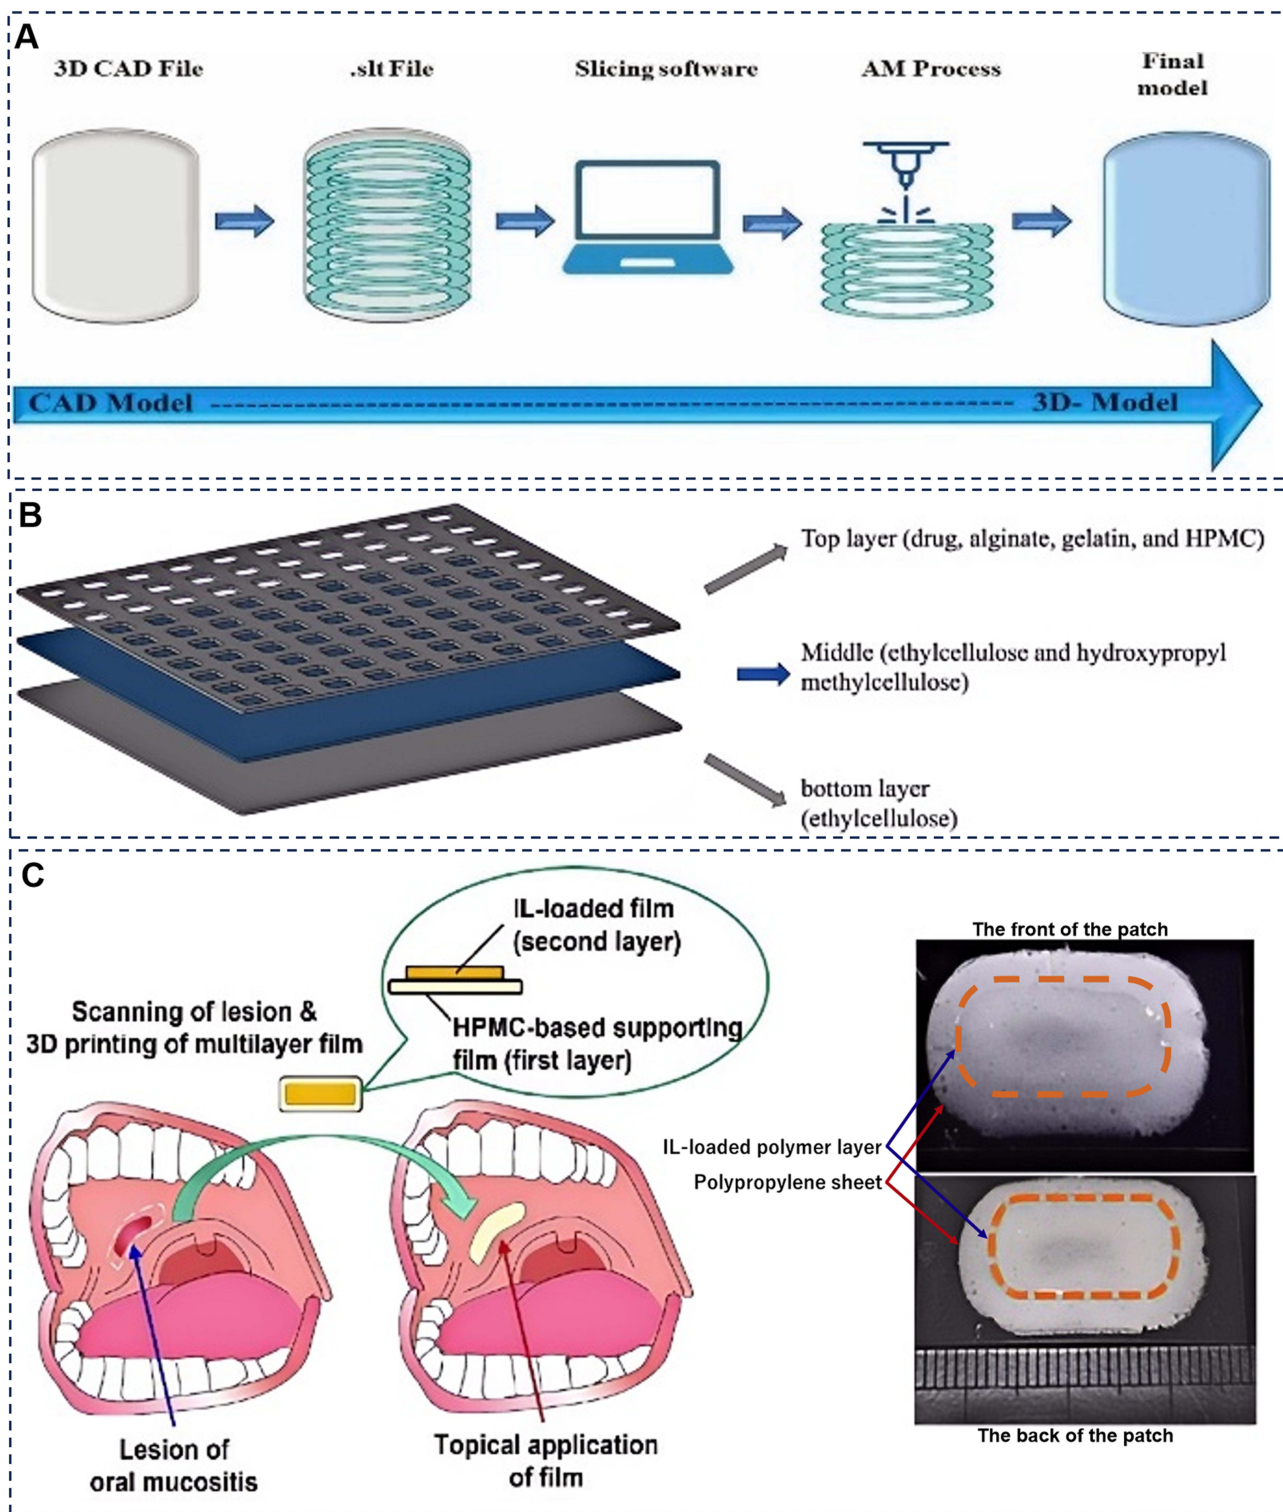 A
3D CAD File
.slt File
Slicing software
AM Process
Final
model
CAD Model
3D- Model
B
Top layer (drug, alginate, gelatin, and HPMC)
Middle (ethylcellulose and hydroxypropyl
methylcellulose)
bottom layer
(ethylcellulose)
C
IL-loaded film
(second layer)
HPMC-based supporting
film (first layer)
Scanning of lesion &
3D printing of multilayer film
Lesion of
oral mucositis
Topical application
of film
The front of the patch
IL-loaded polymer layer
Polypropylene sheet
The back of the patch